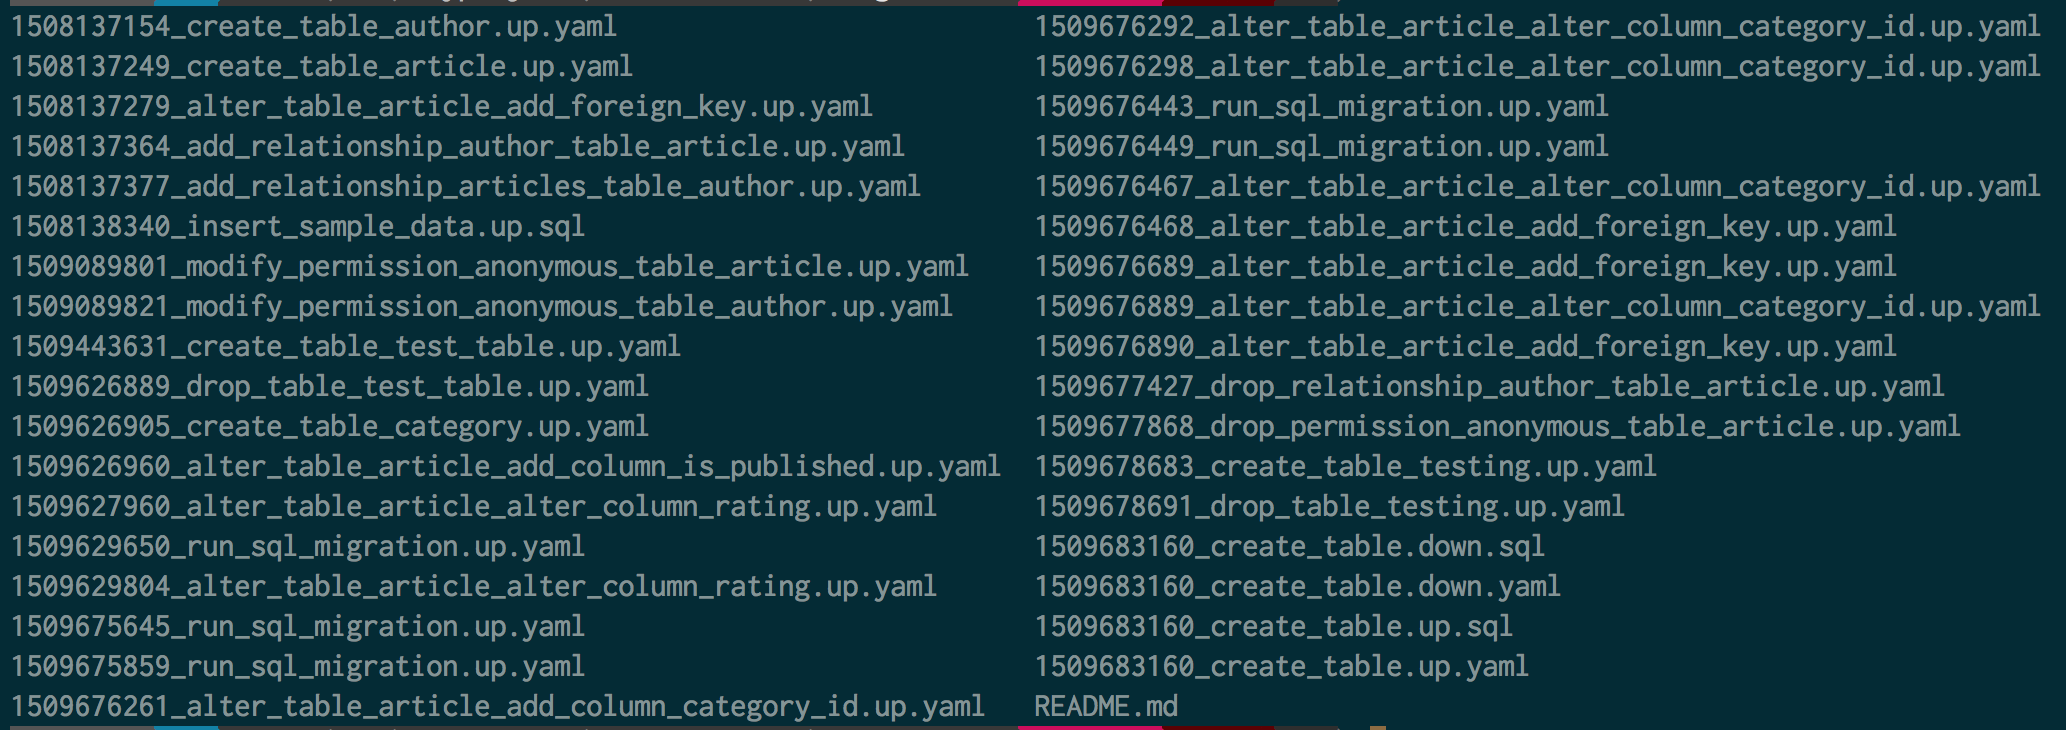 1508137154_create_table_author.up.yaml
1508137249_create_table_article.up.yaml
1508137279_alter_table_article_add_foreign_key.up.yaml
1508137364_add_relationship_author_table_article.up.yaml
1508137377_add_relationship_articles_table_author.up.yaml
1508138340_insert_sample_data.up.sql
1509089801_modify_permission_anonymous_table_article.up.yaml
1509089821_modify_permission_anonymous_table_author.up.yaml
1509443631_create_table_test_table.up.yaml
1509626889_drop_table_test_table.up.yaml
1509626905_create_table_category.up.yaml
1509626960_alter_table_article_add_column_is_published.up.yaml
1509627960_alter_table_article_alter_column_rating.up.yaml
1509629650_run_sql_migration.up.yaml
1509629804_alter_table_article_alter_column_rating.up.yaml
1509675645_run_sql_migration.up.yaml
1509675859_run_sql_migration.up.yaml
1509676261_alter_table_article_add_column_category_id.up.yaml
1509676292_alter_table_article_alter_column_category_id.up.yaml
1509676298_alter_table_article_alter_column_category_id.up.yaml
1509676443_run_sql_migration.up.yaml
1509676449_run_sql_migration.up.yaml
1509676467_alter_table_article_alter_column_category_id.up.yaml
1509676468_alter_table_article_add_foreign_key.up.yaml
1509676689_alter_table_article_add_foreign_key.up.yaml
1509676889_alter_table_article_alter_column_category_id.up.yaml
1509676890_alter_table_article_add_foreign_key.up.yaml
1509677427_drop_relationship_author_table_article.up.yaml
1509677868_drop_permission_anonymous_table_article.up.yaml
1509678683_create_table_testing.up.yaml
1509678691_drop_table_testing.up.yaml
1509683160_create_table.down.sql
1509683160_create_table.down.yaml
1509683160_create_table.up.sql
1509683160_create_table.up.yaml
README.md